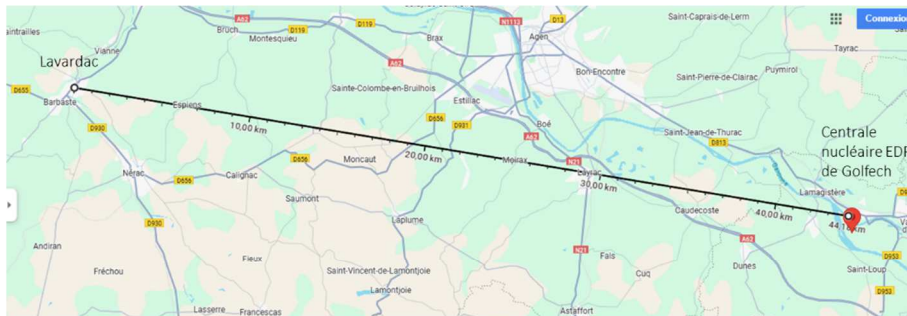 A62
D119
N1113
D13
Saint-Caprais-de-Lerm
Connexion
Bruch
D119
Brax
Agen
Tayrac
Vianne
Montesquieu
A62
Bon-Encontre
Puymirol
Lavardac
Saint-Pierre-de-Clairac
D655
Barbaste
Espiens
Sainte-Colombe-en-Bruilhois
Estillac
10,00 km
D656
D931
Boé
Saint-Jean-de-Thurac
D930
A62
D813
Centrale
nucléaire EDF
de Golfech
D656
Moncaut
20,00 km
Moirax
N21
Nérac
D656
Calignac
Layrac
30,00 km
Lamagistère
Saumont
Caudecoste
40,00 km
D930
Laplume
44,1 km
Andiran
A62
Fieux
N21
Fals
D953
Fréchou
Saint-Vincent-de-Lamontjoie
Cuq
Dunes
Saint-Loup
Lamontjoie
D953
Lasserre
Francescas
Astaffort